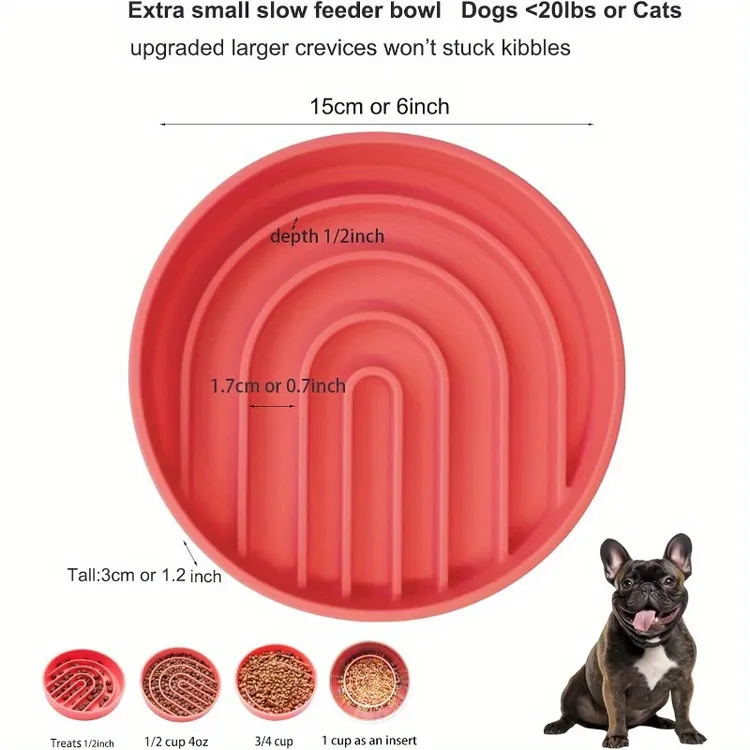 Extra small slow feeder bowl Dogs <20lbs or Cats
upgraded larger crevices won't stuck kibbles
15cm or 6inch
depth 1/2inch
1.7cm or 0.7inch
Tall:3cm or 1.2 inch
Treats 1/2inch
1/2 cup 4oz
3/4 cup
1 cup as an insert